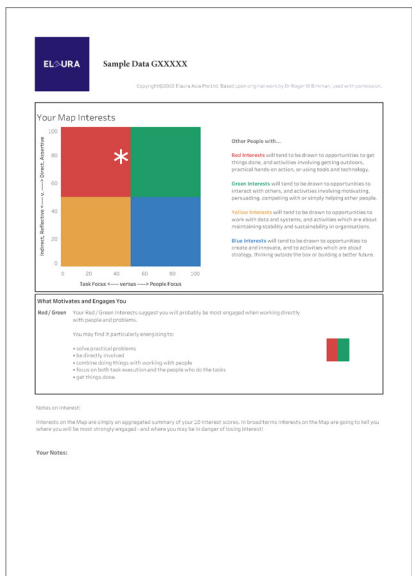 ELAURA
Sample Data GXXXXX
Copyright@2003 Elaura Asia Pte Ltd. Based upon original work by Dr Roger W Birkman, used with permission.
Your Map Interests
100
80
60
40
20
0
Indirect, Reflective <---- v. ----> Direct, Assertive
0 20 40 60 80 100
Task Focus <---- versus ----> People Focus
Other People with...
Red Interests will tend to be drawn to opportunities to get
things done, and activities involving getting outdoors,
practical hands-on action, or using tools and technology.
Green Interests will tend to be drawn to opportunities to
interact with others, and activities involving motivating,
persuading, competing with or simply helping other people.
Yellow Interests will tend to be drawn to opportunities to
work with data and systems, and activities which are about
maintaining stability and sustainability in organisations.
Blue Interests will tend to be drawn to opportunities to
create and innovate, and to activities which are about
strategy, thinking outside the box or building a better future.
What Motivates and Engages You
Red / Green Your Red / Green Interests suggest you will probably be most engaged when working directly
with people and problems.
You may find it particularly energising to:
• solve practical problems
• be directly involved
• combine doing things with working with people
• focus on both task execution and the people who do the tasks
• get things done.
Notes on Interest:
Interests on the Map are simply an aggregated summary of your 10 interest scores. In broad terms Interests on the Map are going to tell you
where you will be most strongly engaged - and where you may be in danger of losing interest!
Your Notes: